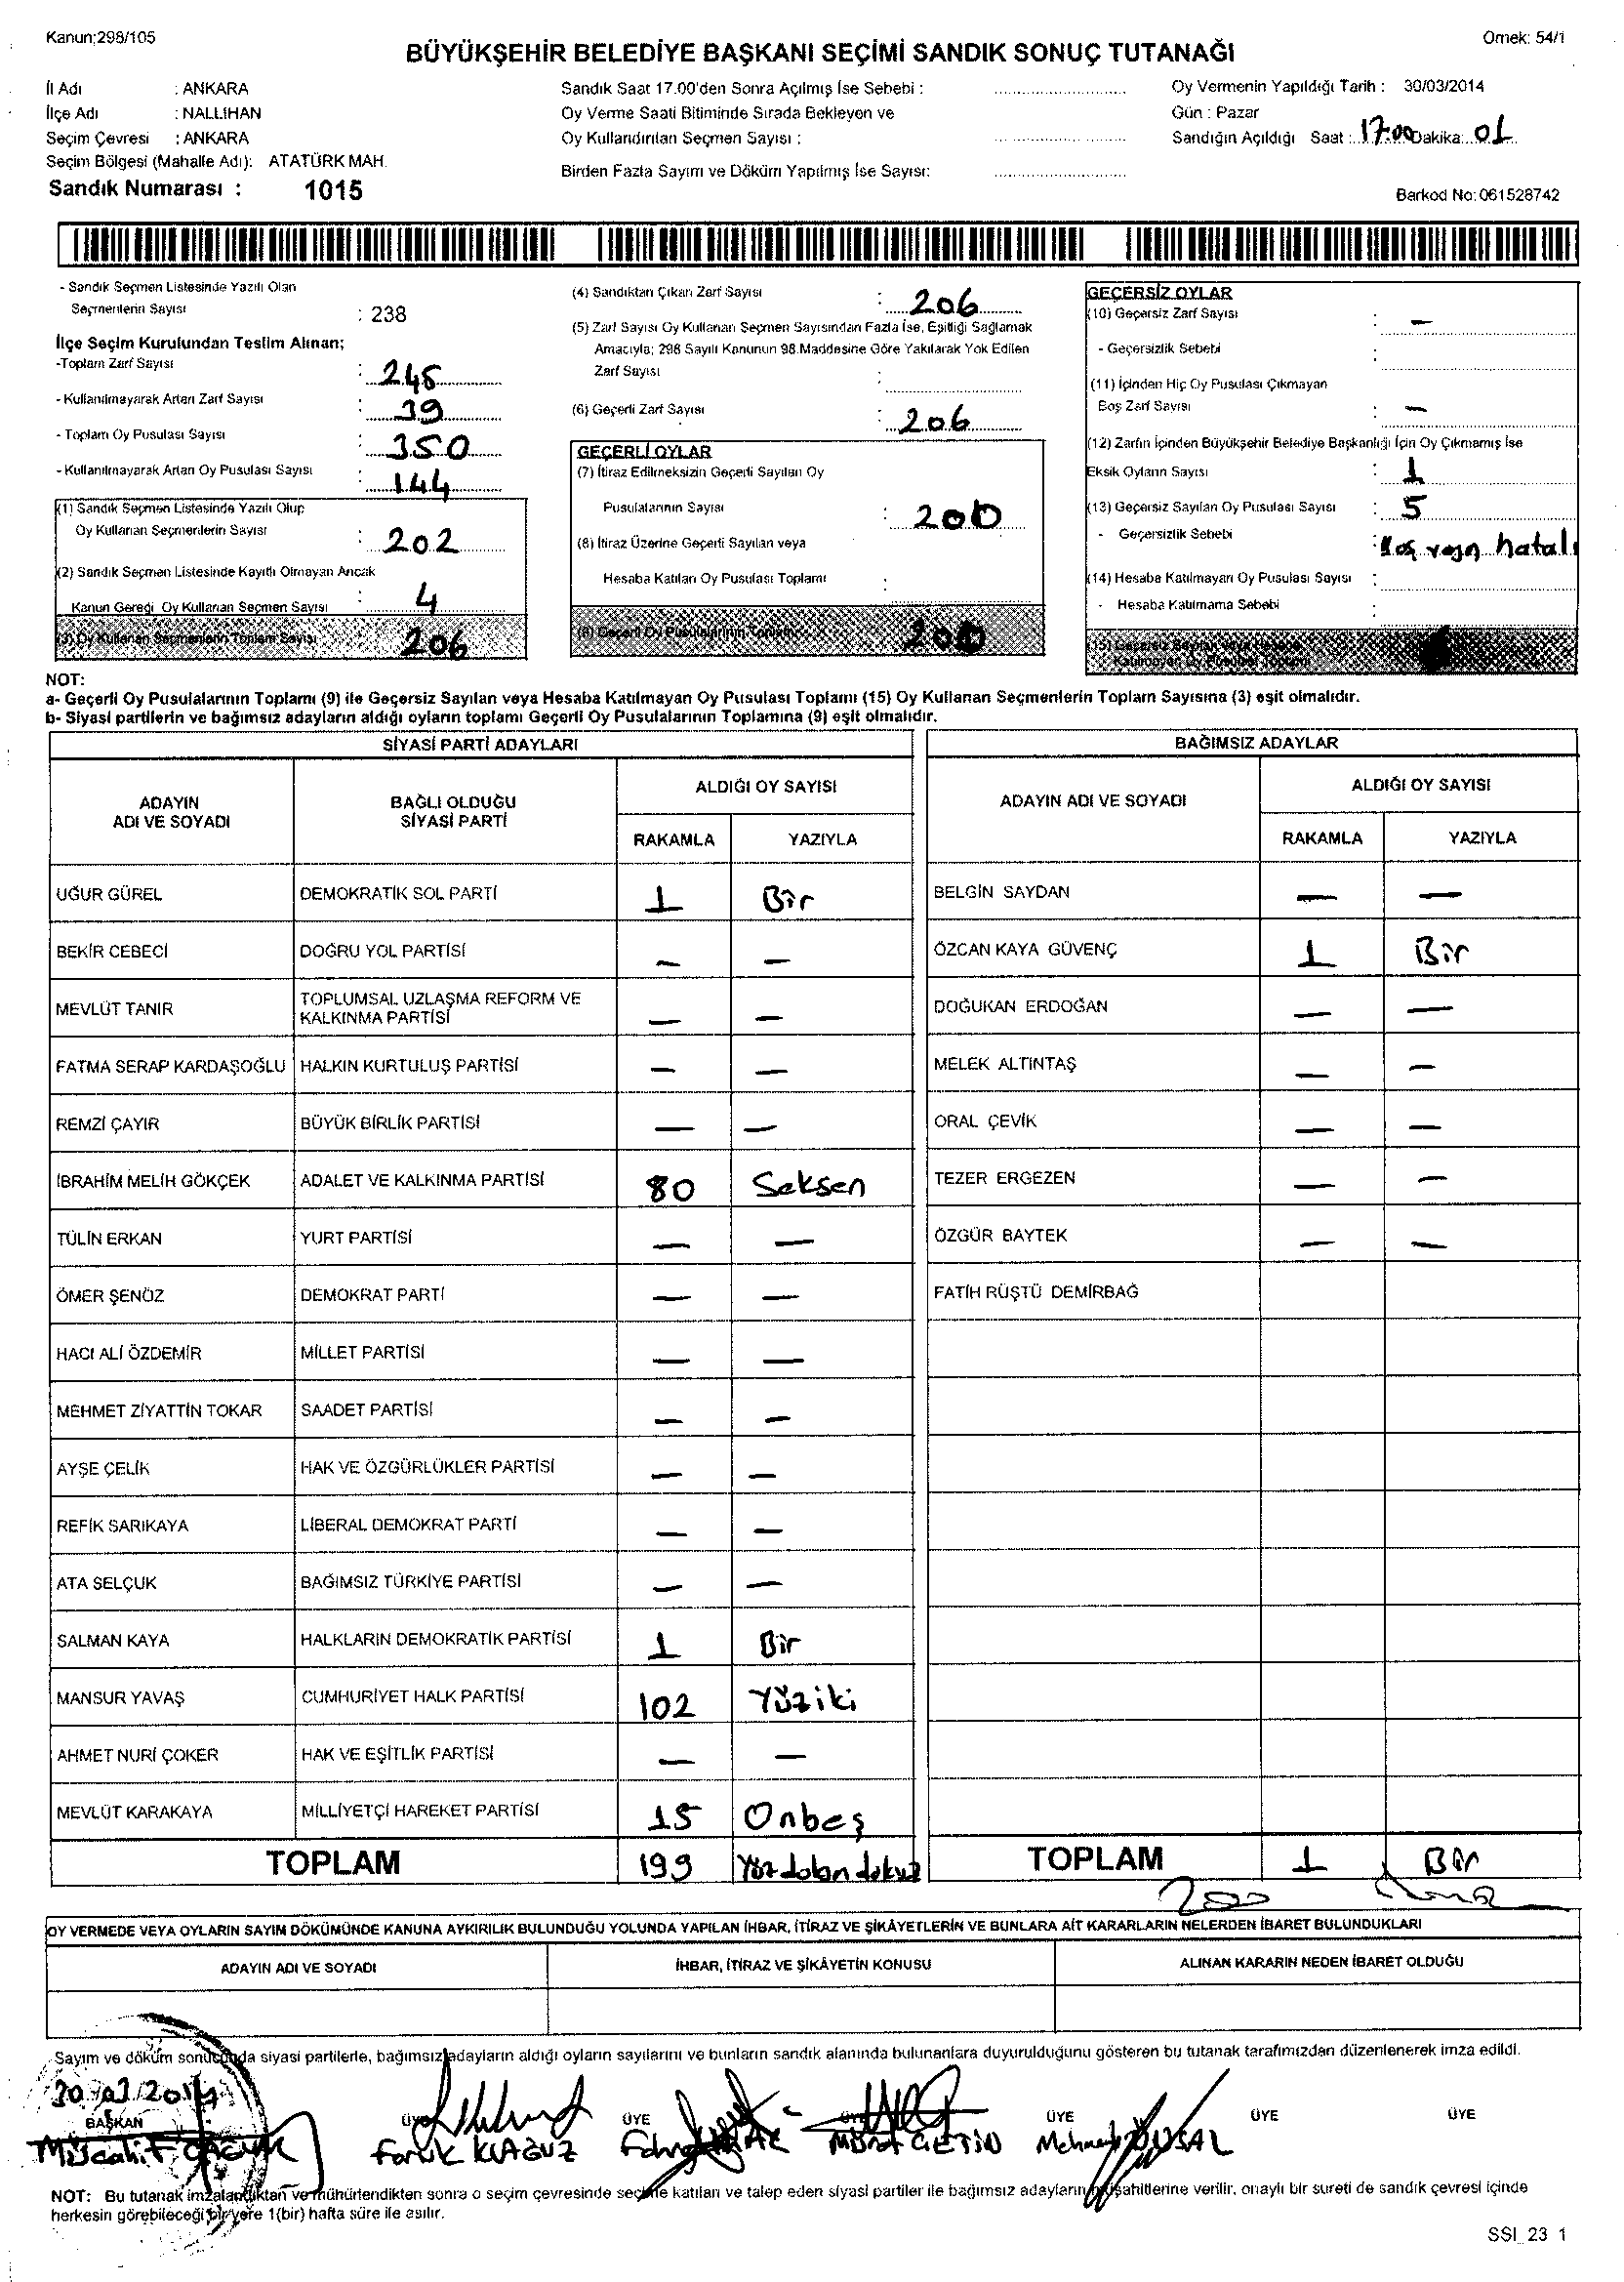 Kanun:298/105
Örnek: 54/1
BÜYÜKŞEHİR BELEDİYE BAŞKANI SEÇİMİ SANDIK SONUÇ TUTANAĞI
İl Adı : ANKARA
İlçe Adı : NALLIHAN
Seçim Çevresi : ANKARA
Seçim Bölgesi (Mahalle Adı): ATATÜRK MAH.
Sandık Numarası : 1015
Sandık Saat 17.00'den Sonra Açılmış İse Sebebi :
Oy Verme Saati Bitiminde Sırada Bekleyen ve
Oy Kullandırılan Seçmen Sayısı :
Birden Fazla Sayım ve Döküm Yapılmış İse Sayısı:
Oy Vermenin Yapıldığı Tarih : 30/03/2014
Gün : Pazar
Sandığın Açıldığı Saat : 17:00 Dakika: 01
Barkod No: 061528742
- Sandık Seçmen Listesinde Yazılı Olan
Seçmenlerin Sayısı : 238
İlçe Seçim Kurulundan Teslim Alınan;
-Toplam Zarf Sayısı : 245
- Kullanılmayarak Artan Zarf Sayısı : 39
- Toplam Oy Pusulası Sayısı : 350
- Kullanılmayarak Artan Oy Pusulası Sayısı : 144
(1) Sandık Seçmen Listesinde Yazılı Olup
Oy Kullanan Seçmenlerin Sayısı : 202
(2) Sandık Seçmen Listesinde Kayıtlı Olmayan Ancak
Kanun Gereği Oy Kullanan Seçmen Sayısı : 4
(3) Oy Kullanan Seçmenlerin Toplam Sayısı 206
(4) Sandıktan Çıkan Zarf Sayısı : 206
(5) Zarf Sayısı Oy Kullanan Seçmen Sayısından Fazla İse, Eşitliği Sağlamak
Amacıyla; 298 Sayılı Kanunun 98.Maddesine Göre Yakılarak Yok Edilen
Zarf Sayısı :
(6) Geçerli Zarf Sayısı : 206
GEÇERLİ OYLAR
(7) İtiraz Edilmeksizin Geçerli Sayılan Oy
Pusulalarının Sayısı : 200
(8) İtiraz Üzerine Geçerli Sayılan veya
Hesaba Katılan Oy Pusulası Toplamı :
(9) Geçerli Oy Pusulalarının Toplamı 200
GEÇERSİZ OYLAR
(10) Geçersiz Zarf Sayısı : —
- Geçersizlik Sebebi :
(11) İçinden Hiç Oy Pusulası Çıkmayan
Boş Zarf Sayısı : —
(12) Zarfın İçinden Büyükşehir Belediye Başkanlığı İçin Oy Çıkmamış İse
Eksik Oyların Sayısı : 1
(13) Geçersiz Sayılan Oy Pusulası Sayısı : 5
- Geçersizlik Sebebi : Boş veya hatalı
(14) Hesaba Katılmayan Oy Pusulası Sayısı :
- Hesaba Katılmama Sebebi :
(15) Geçersiz Sayılan veya Hesaba
Katılmayan Oy Pusulası Toplamı
NOT:
a- Geçerli Oy Pusulalarının Toplamı (9) ile Geçersiz Sayılan veya Hesaba Katılmayan Oy Pusulası Toplamı (15) Oy Kullanan Seçmenlerin Toplam Sayısına (3) eşit olmalıdır.
b- Siyasi partilerin ve bağımsız adayların aldığı oyların toplamı Geçerli Oy Pusulalarının Toplamına (9) eşit olmalıdır.
SİYASİ PARTİ ADAYLARI
ADAYIN ADI VE SOYADI BAĞLI OLDUĞU SİYASİ PARTİ ALDIĞI OY SAYISI
RAKAMLA YAZIYLA
UĞUR GÜREL DEMOKRATİK SOL PARTİ 1 Bir
BEKİR CEBECİ DOĞRU YOL PARTİSİ — —
MEVLÜT TANIR TOPLUMSAL UZLAŞMA REFORM VE KALKINMA PARTİSİ — —
FATMA SERAP KARDAŞOĞLU HALKIN KURTULUŞ PARTİSİ — —
REMZİ ÇAYIR BÜYÜK BİRLİK PARTİSİ — —
İBRAHİM MELİH GÖKÇEK ADALET VE KALKINMA PARTİSİ 80 Seksen
TÜLİN ERKAN YURT PARTİSİ — —
ÖMER ŞENÖZ DEMOKRAT PARTİ — —
HACI ALİ ÖZDEMİR MİLLET PARTİSİ — —
MEHMET ZİYATTİN TOKAR SAADET PARTİSİ — —
AYŞE ÇELİK HAK VE ÖZGÜRLÜKLER PARTİSİ — —
REFİK SARIKAYA LİBERAL DEMOKRAT PARTİ — —
ATA SELÇUK BAĞIMSIZ TÜRKİYE PARTİSİ — —
SALMAN KAYA HALKLARIN DEMOKRATİK PARTİSİ 1 Bir
MANSUR YAVAŞ CUMHURİYET HALK PARTİSİ 102 Yüziki
AHMET NURİ ÇOKER HAK VE EŞİTLİK PARTİSİ — —
MEVLÜT KARAKAYA MİLLİYETÇİ HAREKET PARTİSİ 15 Onbeş
TOPLAM 199 Yüzdoksandokuz
BAĞIMSIZ ADAYLAR
ADAYIN ADI VE SOYADI ALDIĞI OY SAYISI
RAKAMLA YAZIYLA
BELGİN SAYDAN — —
ÖZCAN KAYA GÜVENÇ 1 Bir
DOĞUKAN ERDOĞAN — —
MELEK ALTINTAŞ — —
ORAL ÇEVİK — —
TEZER ERGEZEN — —
ÖZGÜR BAYTEK — —
FATİH RÜŞTÜ DEMİRBAĞ
TOPLAM 1 Bir
200
OY VERMEDE VEYA OYLARIN SAYIM DÖKÜMÜNDE KANUNA AYKIRILIK BULUNDUĞU YOLUNDA YAPILAN İHBAR, İTİRAZ VE ŞİKÂYETLERİN VE BUNLARA AİT KARARLARIN NELERDEN İBARET BULUNDUKLARI
ADAYIN ADI VE SOYADI İHBAR, İTİRAZ VE ŞİKÂYETİN KONUSU ALINAN KARARIN NEDEN İBARET OLDUĞU
Sayım ve döküm sonucunda siyasi partilerle, bağımsız adayların aldığı oyların sayılarını ve bunların sandık alanında bulunanlara duyurulduğunu gösteren bu tutanak tarafımızdan düzenlenerek imza edildi.
30/03/2014
BAŞKAN ÜYE ÜYE ÜYE ÜYE ÜYE ÜYE
Mücahit Faruk KLAĞUZ Murat ÇETİN Mehmet
NOT: Bu tutanak imzalandıktan ve mühürlendikten sonra o seçim çevresinde seçime katılan ve talep eden siyasi partiler ile bağımsız adayların müşahitlerine verilir, onaylı bir sureti de sandık çevresi içinde
herkesin görebileceği bir yere 1(bir) hafta süre ile asılır.
SSI_23 1